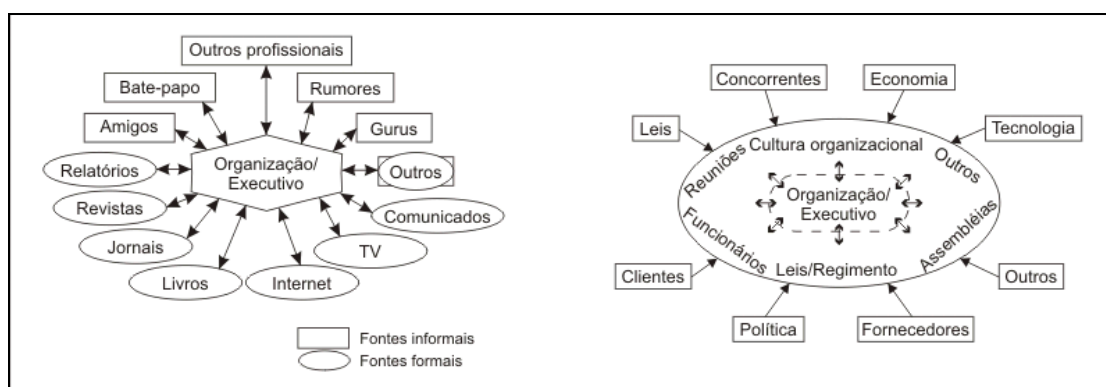 Outros profissionais
Bate-papo
Rumores
Amigos
Gurus
Relatórios
Organização/
Executivo
Outros
Revistas
Comunicados
Jornais
TV
Livros
Internet
Fontes informais
Fontes formais
Concorrentes
Economia
Leis
Tecnologia
Reuniões
Cultura organizacional
Outros
Organização/
Executivo
Funcionários
Assembléias
Leis/Regimento
Clientes
Outros
Política
Fornecedores